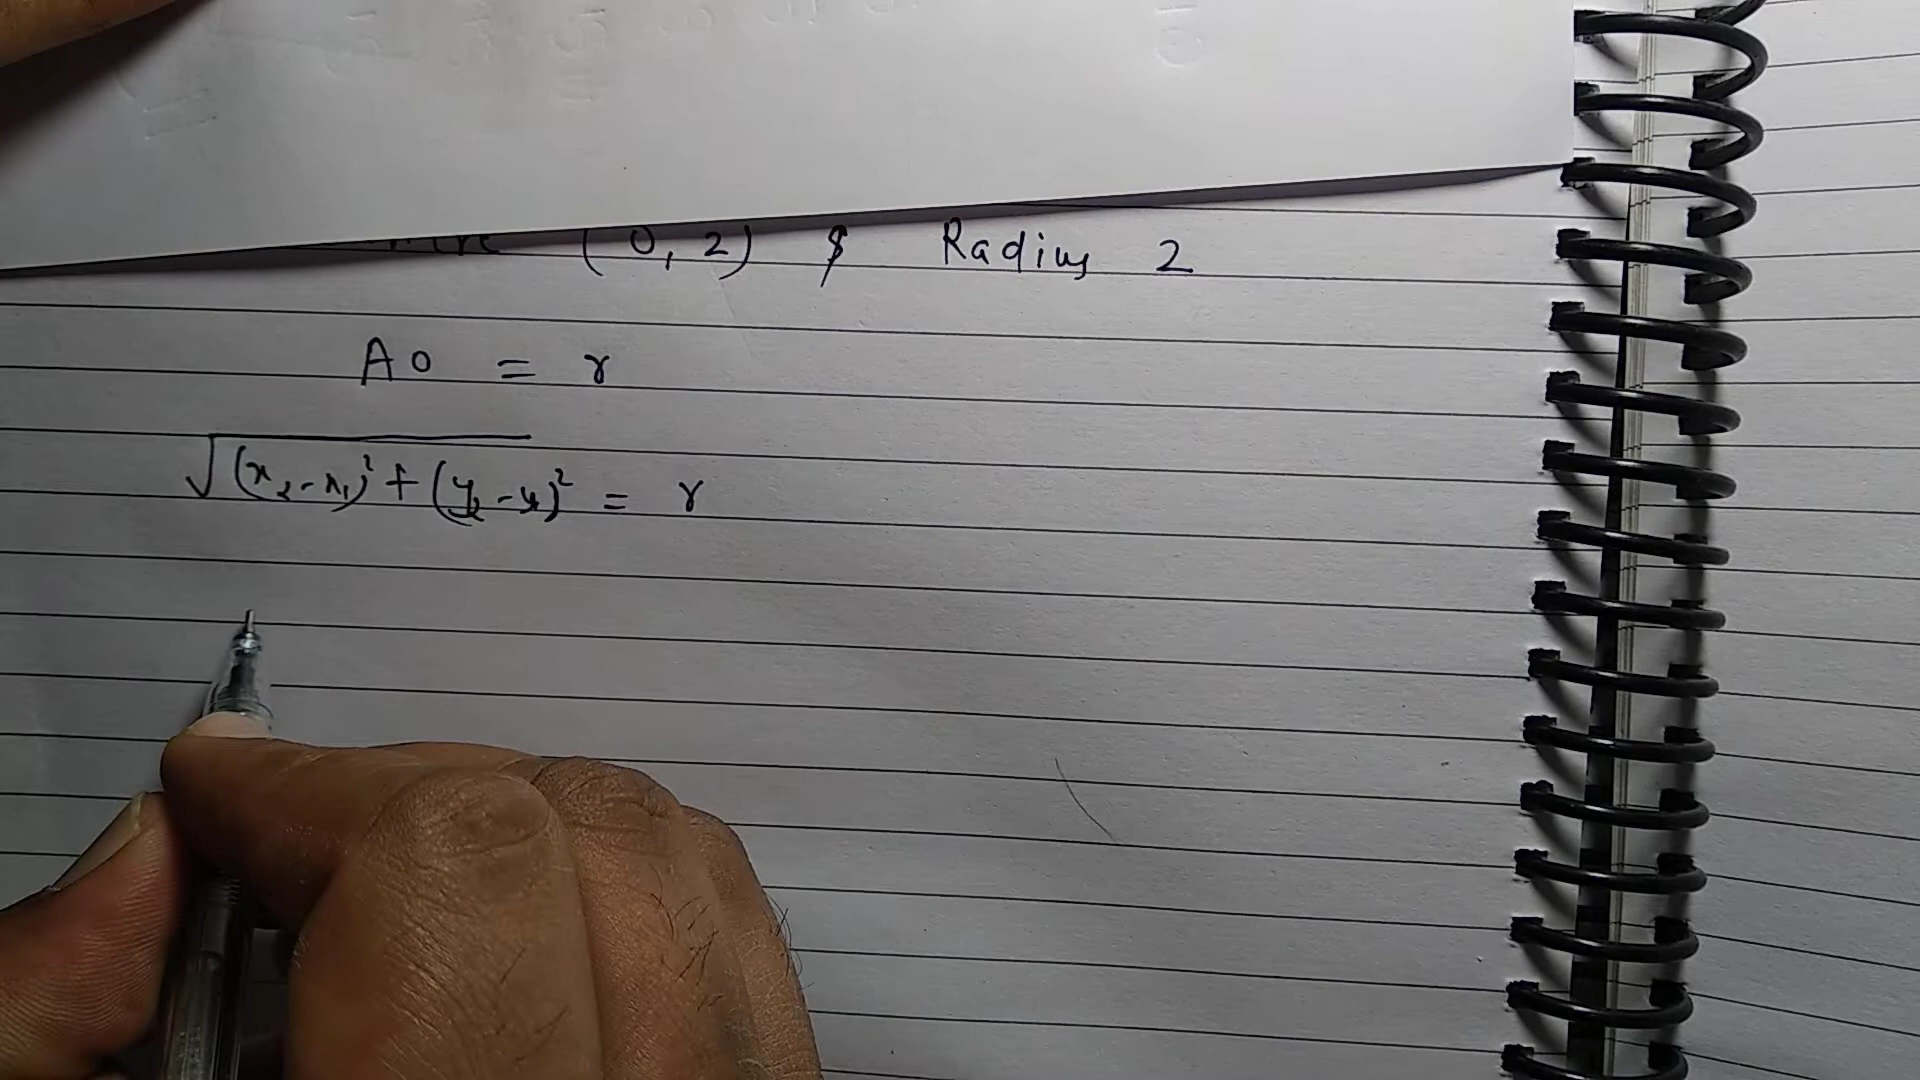 (0, 2) $ Radius 2
AO = r
√(x₂-x₁)² + (y₂-y₁)² = r